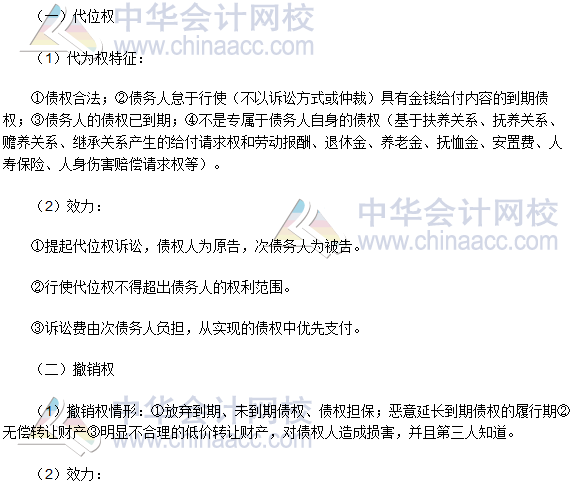 （一）代位权
（1）代为权特征：
①债权合法；②债务人怠于行使（不以诉讼方式或仲裁）具有金钱给付内容的到期债
权；③债务人的债权已到期；④不是专属于债务人自身的债权（基于扶养关系、抚养关系、
赡养关系、继承关系产生的给付请求权和劳动报酬、退休金、养老金、抚恤金、安置费、人
寿保险、人身伤害赔偿请求权等）。
（2）效力：
①提起代位权诉讼，债权人为原告，次债务人为被告。
②行使代位权不得超出债务人的权利范围。
③诉讼费由次债务人负担，从实现的债权中优先支付。
（二）撤销权
（1）撤销权情形：①放弃到期、未到期债权、债权担保；恶意延长到期债权的履行期②
无偿转让财产③明显不合理的低价转让财产，对债权人造成损害，并且第三人知道。
（2）效力：
中华会计网校
www.chinaacc.com
中华会计网校
www.chinaacc.com
中华会计网校
www.chinaacc.com